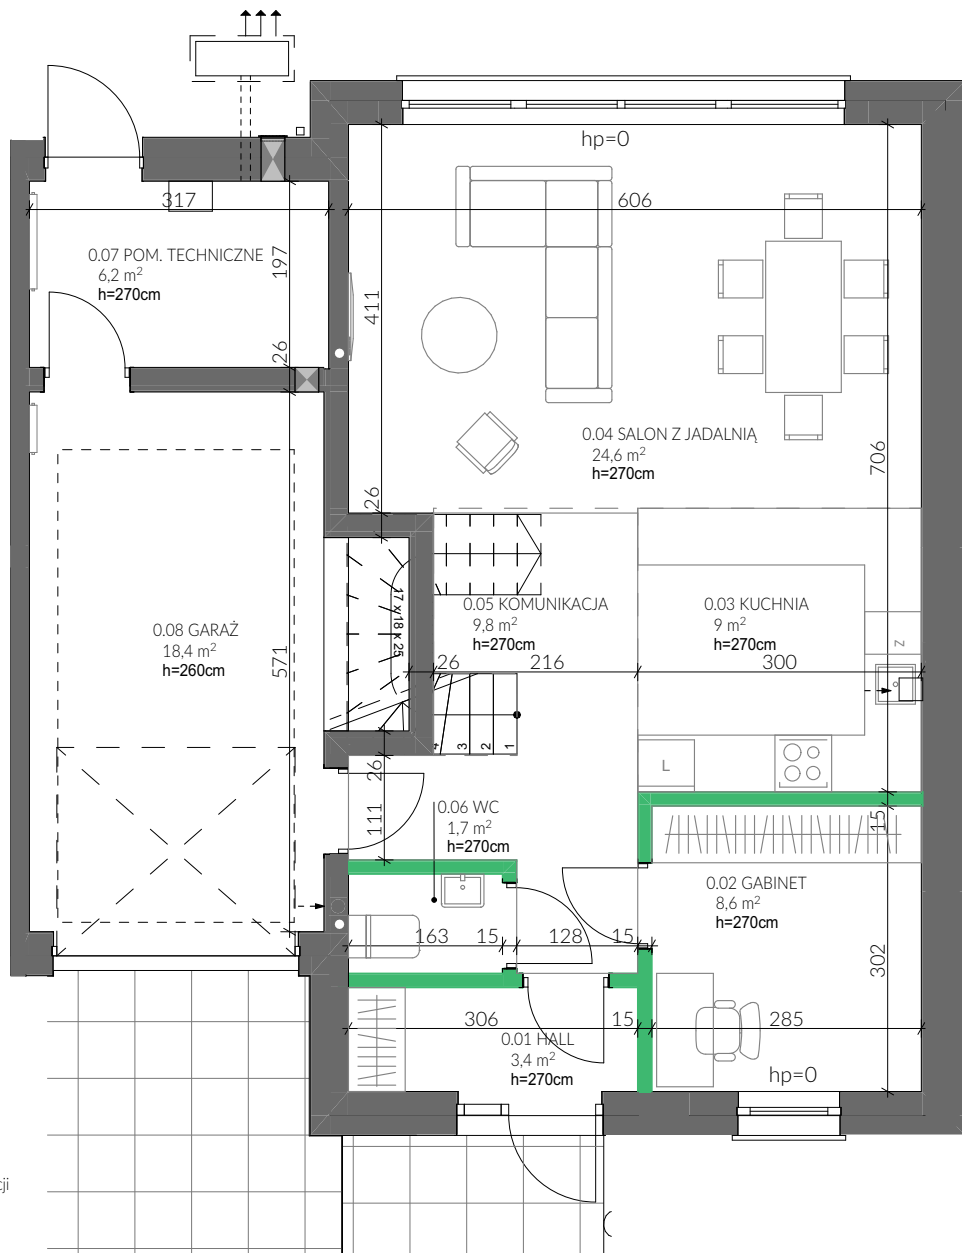 hp=0
317
606
0.07 POM. TECHNICZNE
6,2 m²
h=270cm
197
411
26
0.04 SALON Z JADALNIĄ
24,6 m²
h=270cm
706
26
17 x 18 x 25
0.05 KOMUNIKACJA
9,8 m²
h=270cm
0.03 KUCHNIA
9 m²
h=270cm
0.08 GARAŻ
18,4 m²
h=260cm
571
Z
26
216
300
4
3
2
1
L
26
111
0.06 WC
1,7 m²
h=270cm
15
0.02 GABINET
8,6 m²
h=270cm
163
15
128
15
302
306
15
285
0.01 HALL
3,4 m²
h=270cm
hp=0
cji